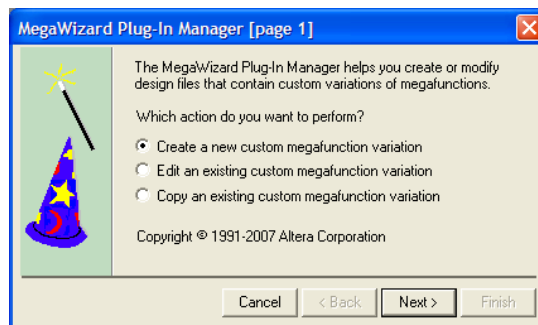 MegaWizard Plug-In Manager [page 1]
The MegaWizard Plug-In Manager helps you create or modify
design files that contain custom variations of megafunctions.
Which action do you want to perform?
Create a new custom megafunction variation
Edit an existing custom megafunction variation
Copy an existing custom megafunction variation
Copyright © 1991-2007 Altera Corporation
Cancel
< Back
Next >
Finish